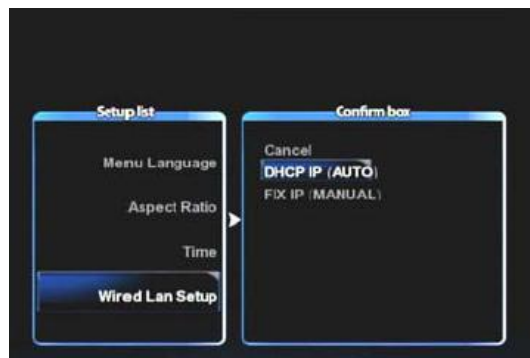 Setup list
Menu Language
Aspect Ratio
Time
Wired Lan Setup
Confirm box
Cancel
DHCP IP (AUTO)
FIX IP (MANUAL)